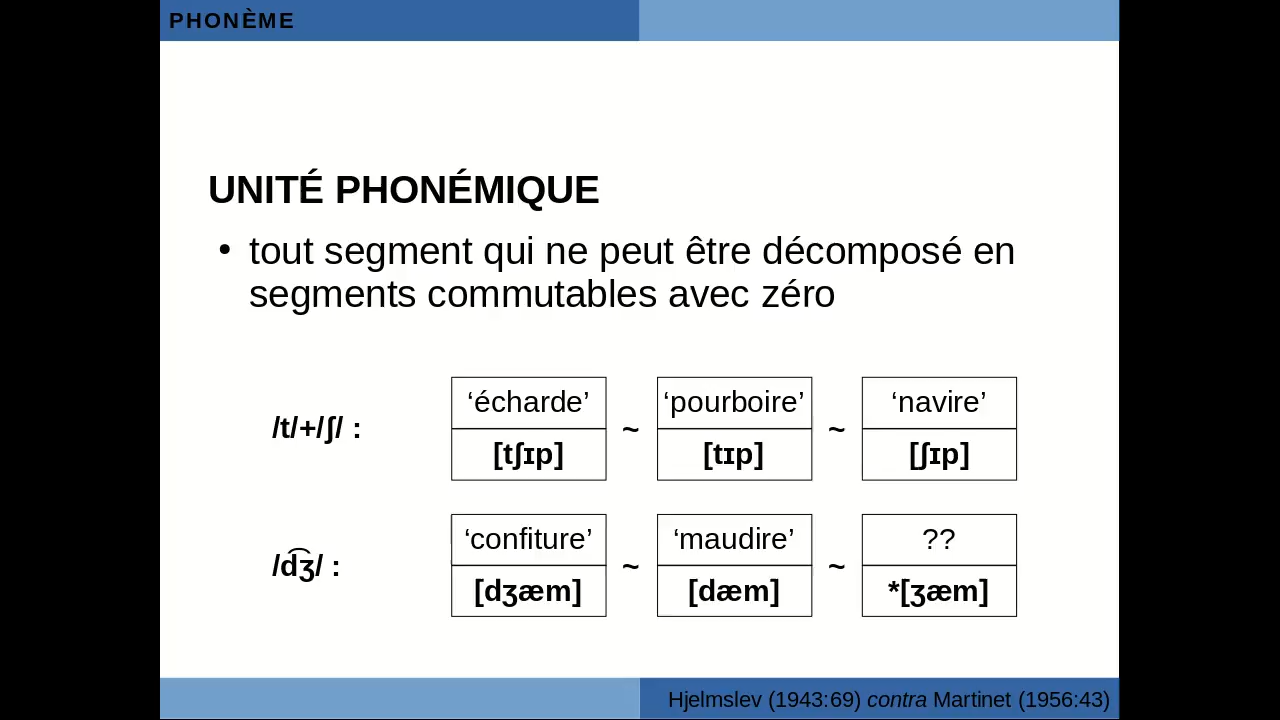 PHONÈME
UNITÉ PHONÉMIQUE
• tout segment qui ne peut être décomposé en
segments commutables avec zéro
/t/+/ʃ/ : ‘écharde’ ~ ‘pourboire’ ~ ‘navire’
[tʃɪp] [tɪp] [ʃɪp]
/d͡ʒ/ : ‘confiture’ ~ ‘maudire’ ~ ??
[dʒæm] [dæm] *[ʒæm]
Hjelmslev (1943:69) contra Martinet (1956:43)